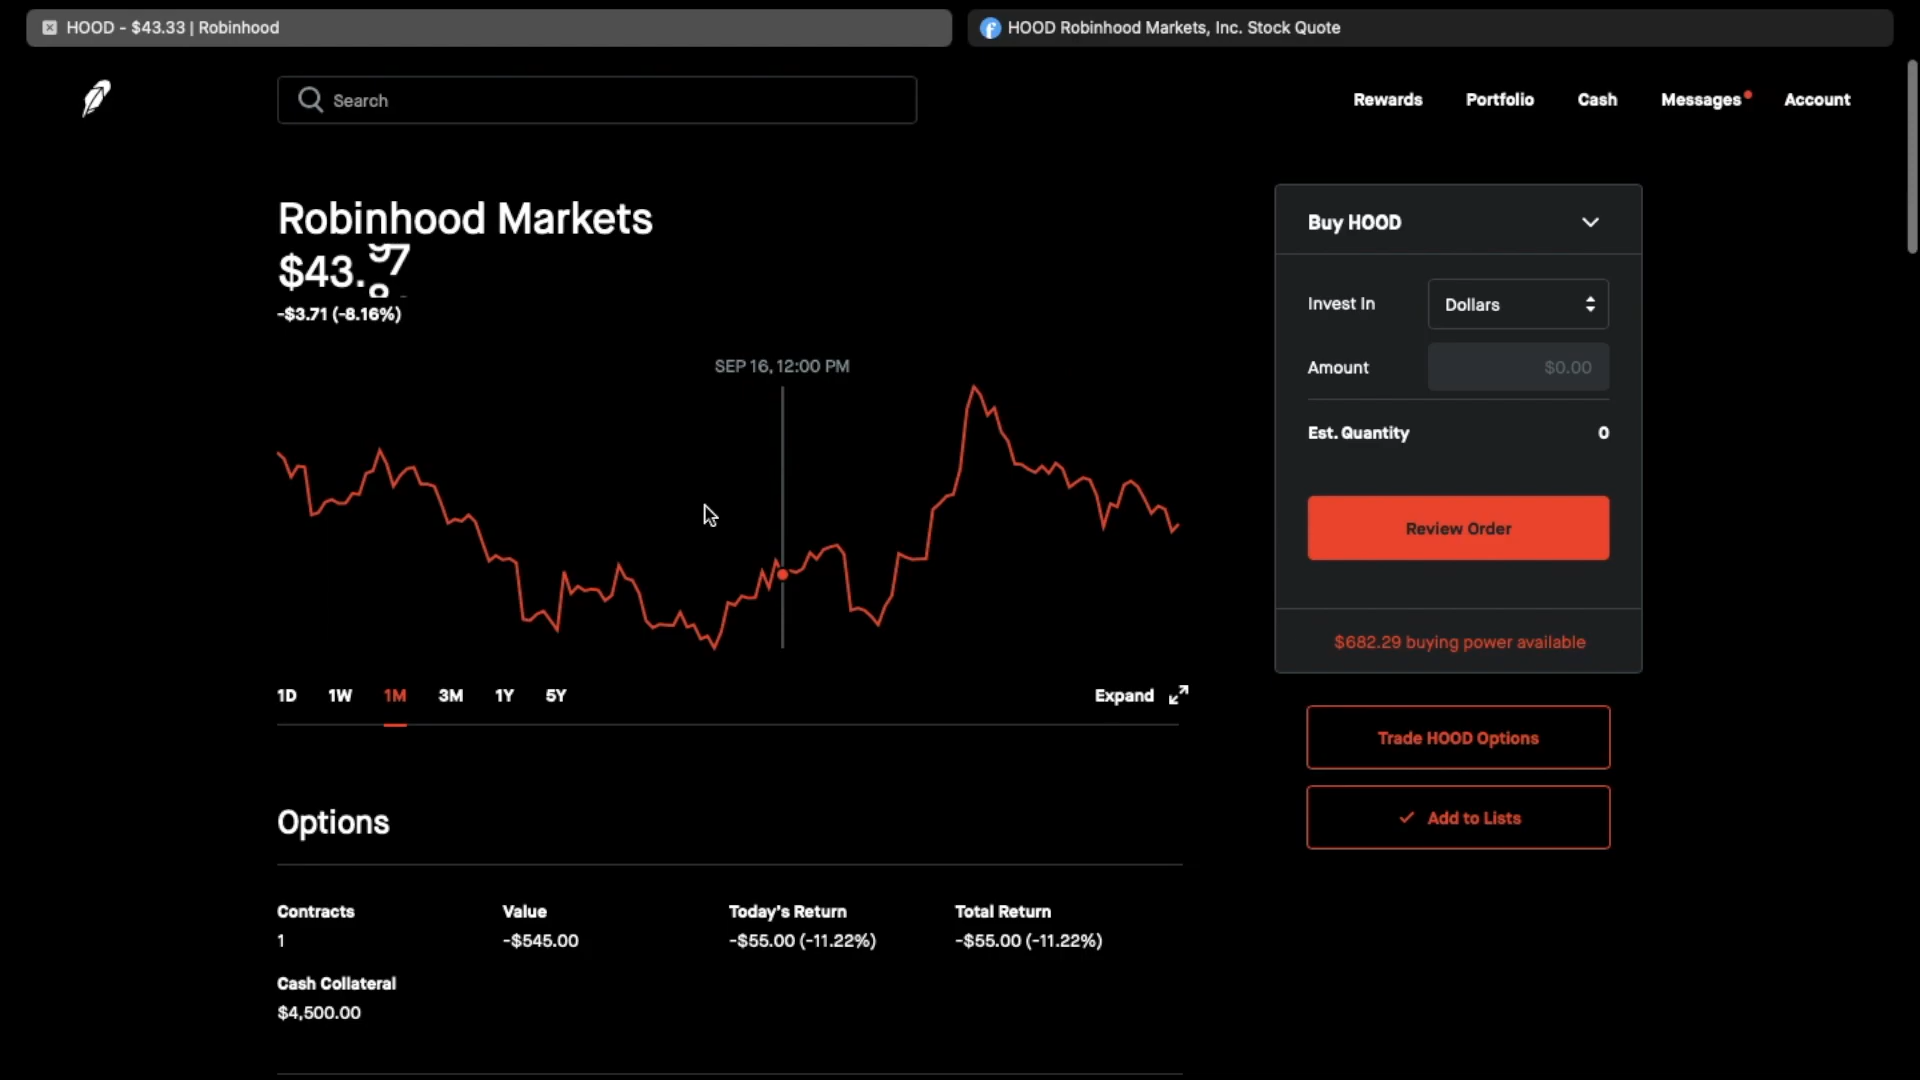 HOOD - $43.33 | Robinhood
HOOD Robinhood Markets, Inc. Stock Quote
Search
Rewards
Portfolio
Cash
Messages
Account
Robinhood Markets
$43.
-$3.71 (-8.16%)
SEP 16, 12:00 PM
1D 1W 1M 3M 1Y 5Y
Expand
Buy HOOD
Invest In Dollars
Amount $0.00
Est. Quantity 0
Review Order
$682.29 buying power available
Trade HOOD Options
Add to Lists
Options
Contracts Value Today's Return Total Return
1 -$545.00 -$55.00 (-11.22%) -$55.00 (-11.22%)
Cash Collateral
$4,500.00